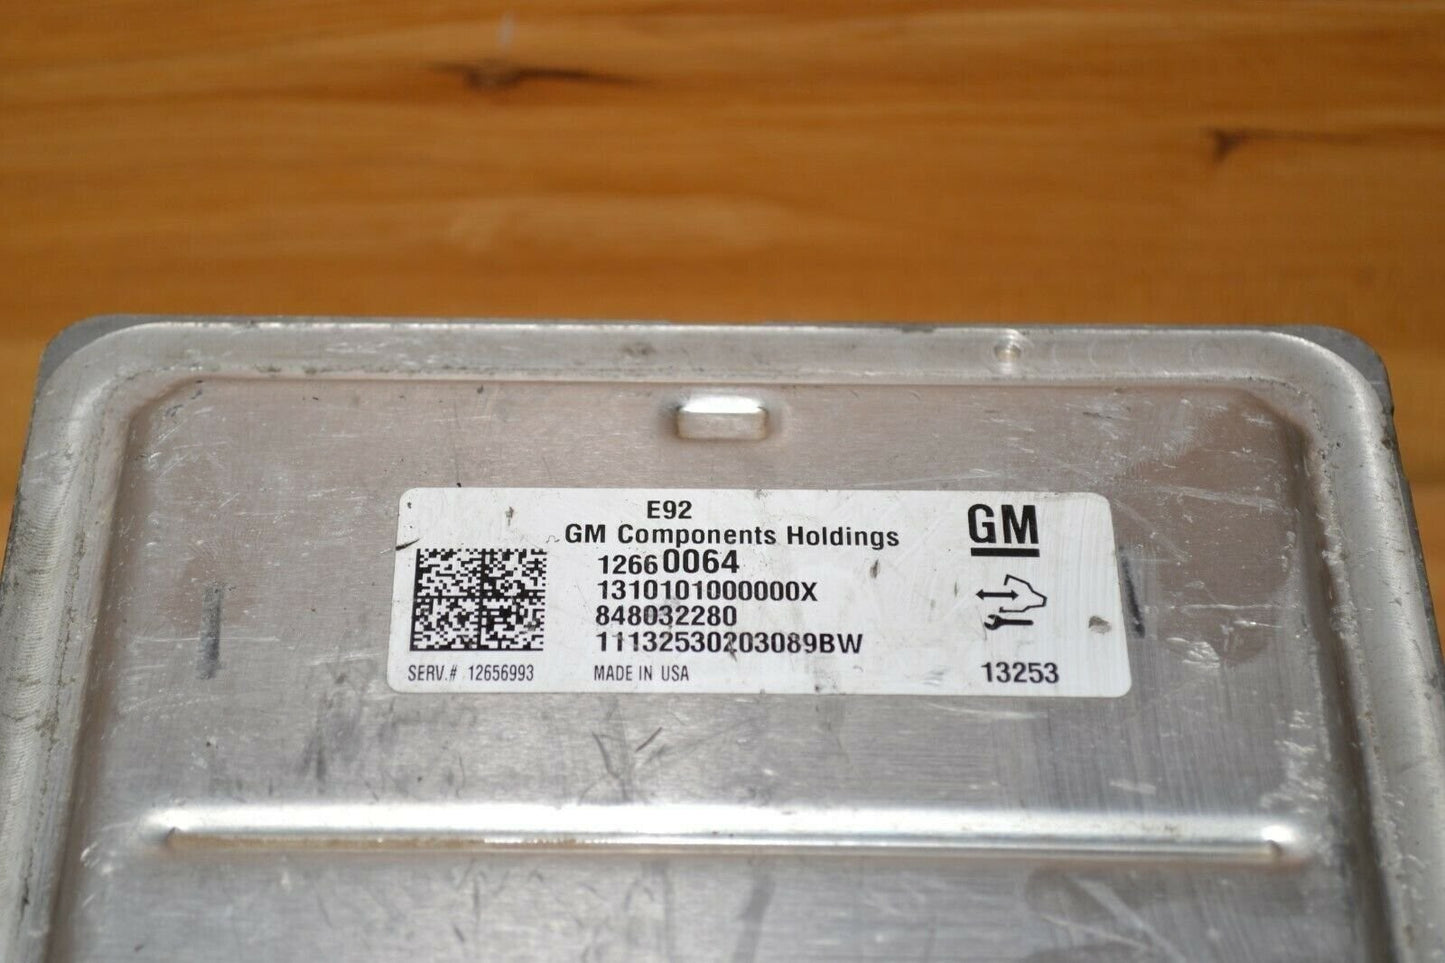 E92
GM Components Holdings
GM
12660064
1310101000000X
848032280
11132530203089BW
SERV.# 12656993
MADE IN USA
13253